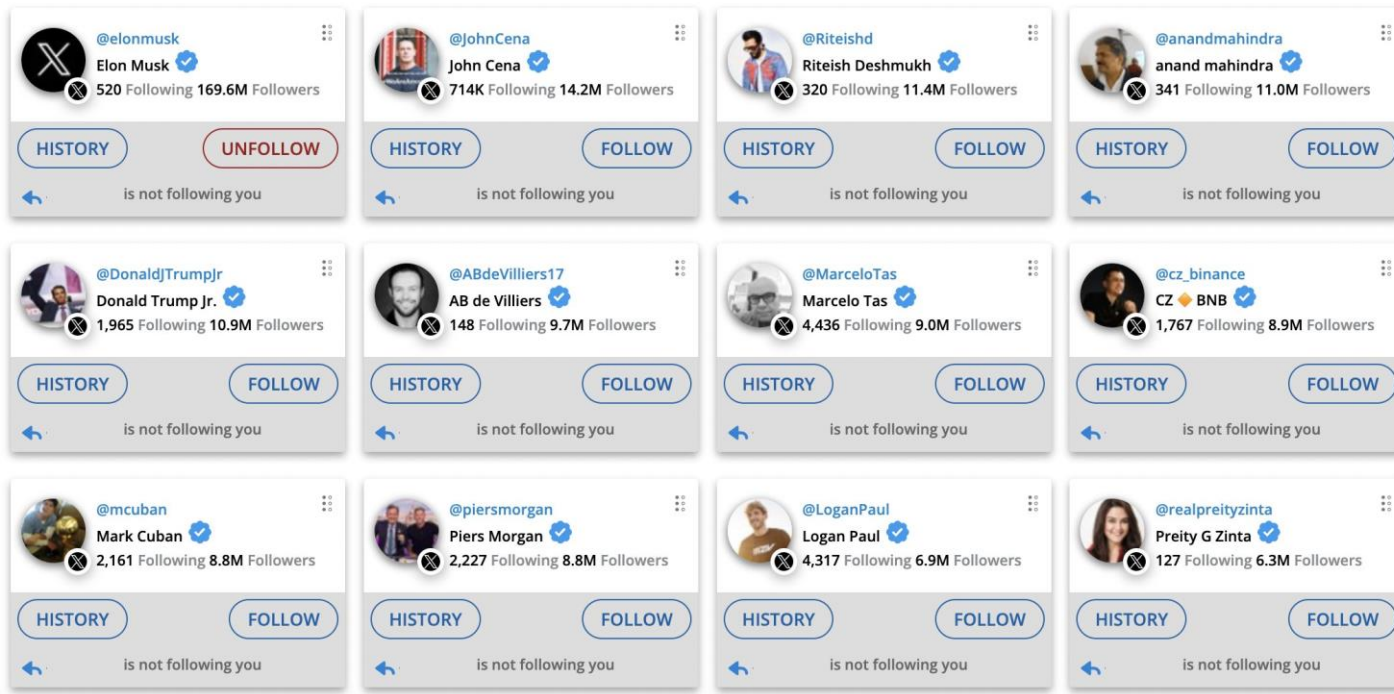 @elonmusk
Elon Musk
520 Following 169.6M Followers
HISTORY
UNFOLLOW
is not following you
@JohnCena
John Cena
714K Following 14.2M Followers
HISTORY
FOLLOW
is not following you
@Riteishd
Riteish Deshmukh
320 Following 11.4M Followers
HISTORY
FOLLOW
is not following you
@anandmahindra
anand mahindra
341 Following 11.0M Followers
HISTORY
FOLLOW
is not following you
@DonaldJTrumpJr
Donald Trump Jr.
1,965 Following 10.9M Followers
HISTORY
FOLLOW
is not following you
@ABdeVilliers17
AB de Villiers
148 Following 9.7M Followers
HISTORY
FOLLOW
is not following you
@MarceloTas
Marcelo Tas
4,436 Following 9.0M Followers
HISTORY
FOLLOW
is not following you
@cz_binance
CZ 🔶 BNB
1,767 Following 8.9M Followers
HISTORY
FOLLOW
is not following you
@mcuban
Mark Cuban
2,161 Following 8.8M Followers
HISTORY
FOLLOW
is not following you
@piersmorgan
Piers Morgan
2,227 Following 8.8M Followers
HISTORY
FOLLOW
is not following you
@LoganPaul
Logan Paul
4,317 Following 6.9M Followers
HISTORY
FOLLOW
is not following you
@realpreityzinta
Preity G Zinta
127 Following 6.3M Followers
HISTORY
FOLLOW
is not following you